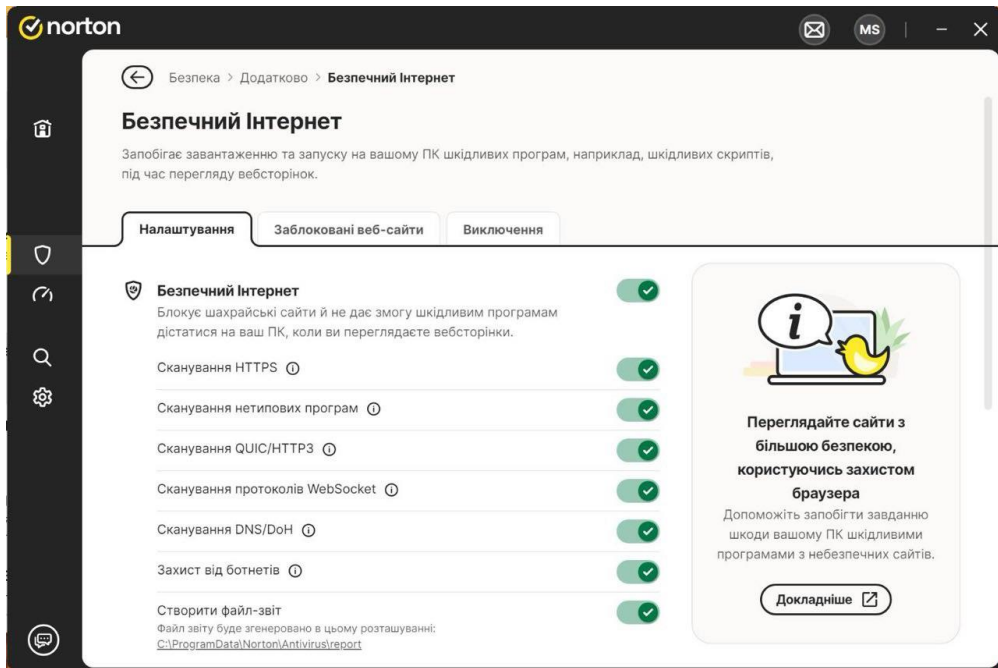 norton
MS
Безпека > Додатково > Безпечний Інтернет
Безпечний Інтернет
Запобігає завантаженню та запуску на вашому ПК шкідливих програм, наприклад, шкідливих скриптів,
під час перегляду вебсторінок.
Налаштування
Заблоковані веб-сайти
Виключення
Безпечний Інтернет
Блокує шахрайські сайти й не дає змогу шкідливим програмам
дістатися на ваш ПК, коли ви переглядаєте вебсторінки.
Сканування HTTPS
Сканування нетипових програм
Сканування QUIC/HTTP3
Сканування протоколів WebSocket
Сканування DNS/DoH
Захист від ботнетів
Створити файл-звіт
Файл звіту буде згенеровано в цьому розташуванні:
C:\ProgramData\Norton\Antivirus\report
Переглядайте сайти з
більшою безпекою,
користуючись захистом
браузера
Допоможіть запобігти завданню
шкоди вашому ПК шкідливими
програмами з небезпечних сайтів.
Докладніше